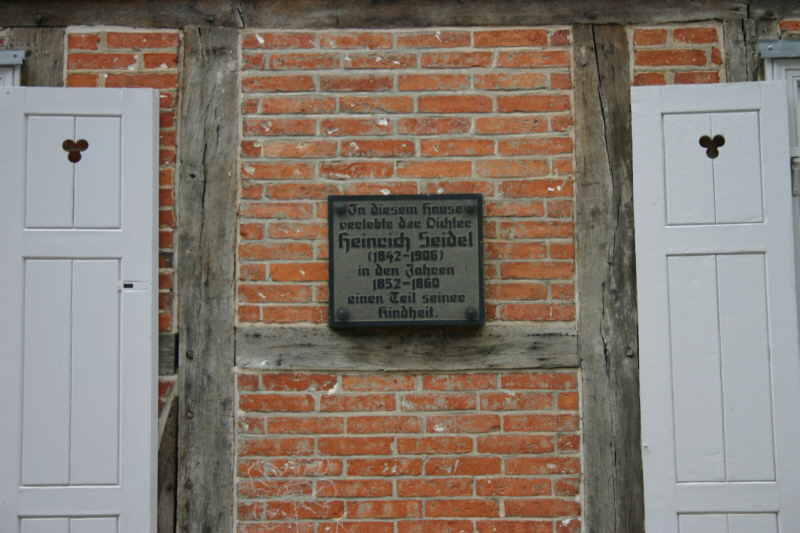 In diesem Hause
verlebte der Dichter
Heinrich Seidel
(1842-1906)
in den Jahren
1852-1860
einen Teil seiner
Kindheit.